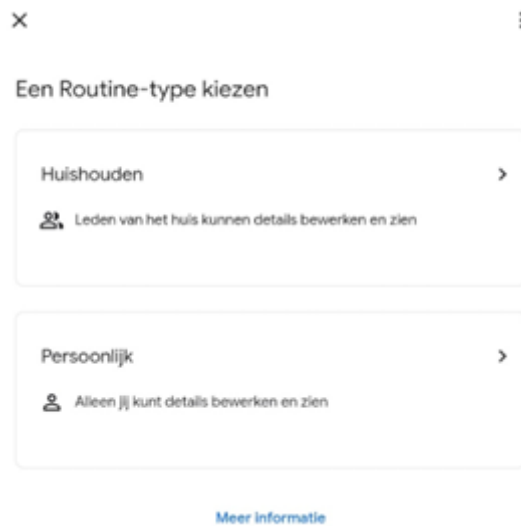 Een Routine-type kiezen
Huishouden
Leden van het huis kunnen details bewerken en zien
Persoonlijk
Alleen jij kunt details bewerken en zien
Meer informatie